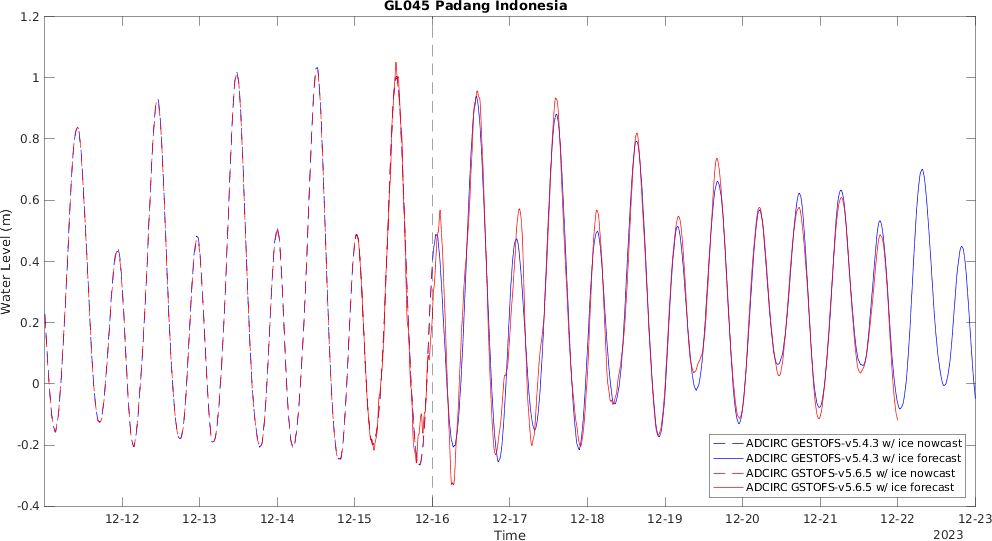 GL045 Padang Indonesia
1.2
1
0.8
0.6
0.4
0.2
0
-0.2
-0.4
Water Level (m)
ADCIRC GESTOFS-v5.4.3 w/ ice nowcast
ADCIRC GESTOFS-v5.4.3 w/ ice forecast
ADCIRC GSTOFS-v5.6.5 w/ ice nowcast
ADCIRC GSTOFS-v5.6.5 w/ ice forecast
12-12 12-13 12-14 12-15 12-16 12-17 12-18 12-19 12-20 12-21 12-22 12-23
Time
2023